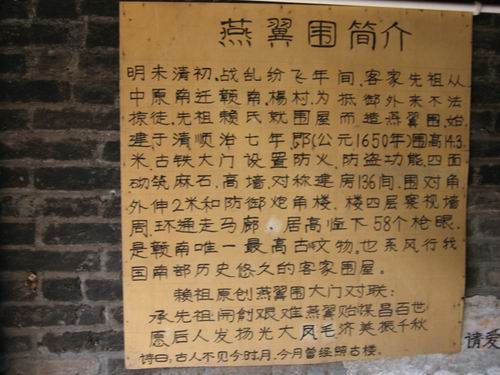 燕翼围简介
明末清初.战乱纷飞年间.客家先祖从
中原南迁赣南.杨村.为抵御外来不法
掠徒.先祖赖氏就围屋而造燕翼围.始
建于清顺治七年.即(公元1650年)围高14.3
米.古铁大门设置防火.防盗功能.四面
砌筑麻石.高墙.对称建房136间.围对角
外伸2米和防御炮角楼.楼四层察视墙
周.环通走马廊.居高临下58个枪眼.
是赣南唯一最高古文物.也系风行我
国南部历史悠久的客家围屋.
赖祖原创燕翼围大门对联:
承先祖開創艰难燕翼贻谋昌百世
愿后人发扬光大凤毛济美振千秋
诗曰:古人不见今时月.今月曾经照古楼.
请爱